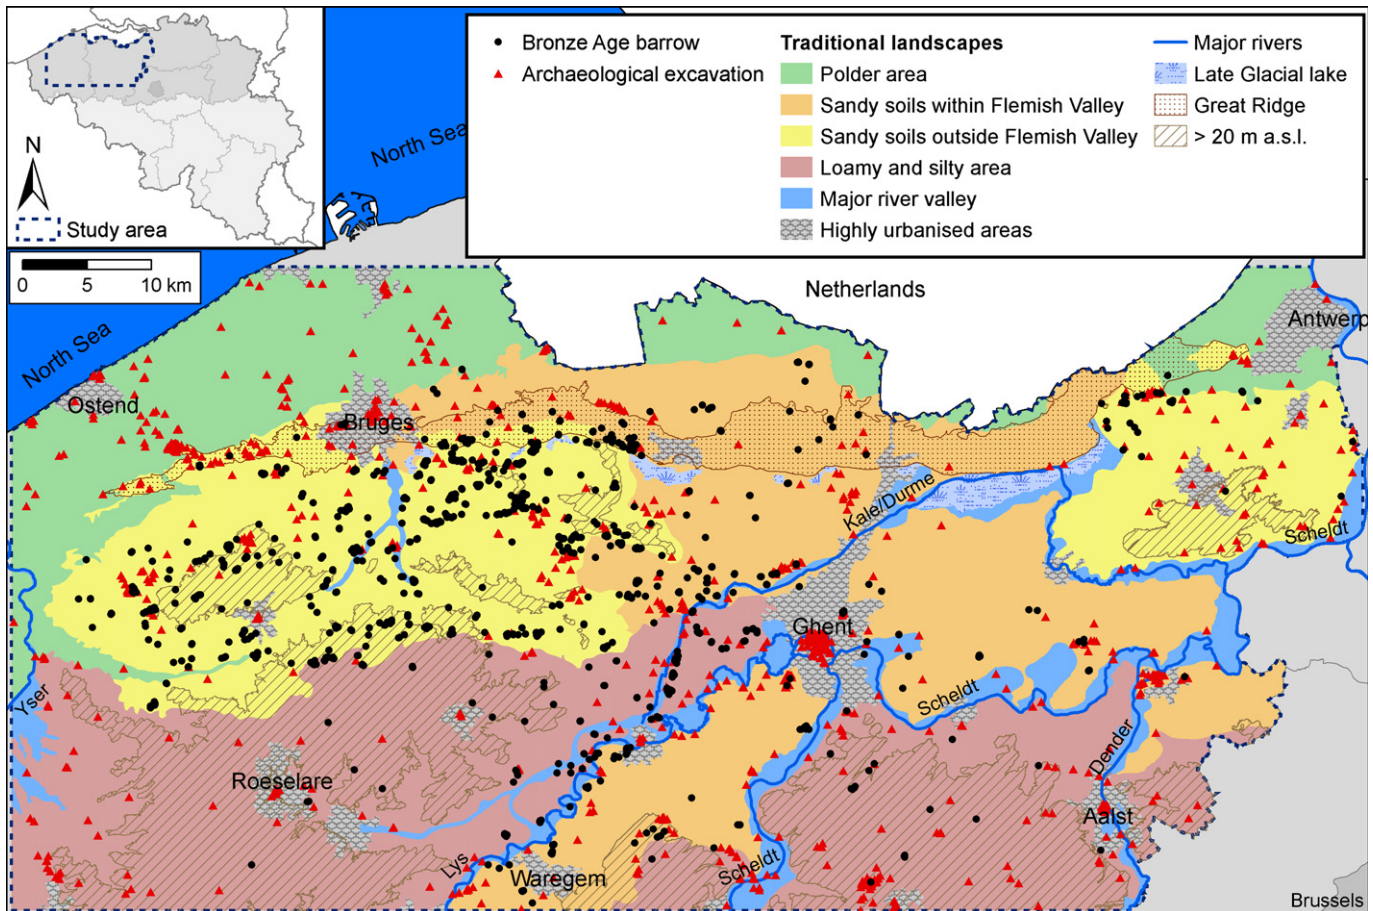 N
Study area
0 5 10 km
Bronze Age barrow
Archaeological excavation
Traditional landscapes
Polder area
Sandy soils within Flemish Valley
Sandy soils outside Flemish Valley
Loamy and silty area
Major river valley
Highly urbanised areas
Major rivers
Late Glacial lake
Great Ridge
> 20 m a.s.l.
North Sea
Netherlands
North Sea
Antwerp
Ostend
Bruges
Kale/Durme
Scheldt
Ghent
Yser
Scheldt
Dender
Roeselare
Aalst
Lys
Waregem
Scheldt
Brussels